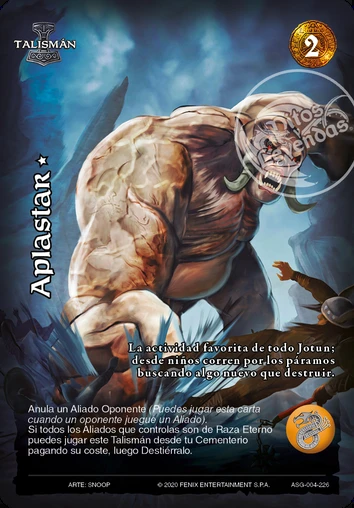 TALISMÁN
2
Mitos
Leyendas
Aplastar
La actividad favorita de todo Jotun;
desde niños corren por los páramos
buscando algo nuevo que destruir.
Anula un Aliado Oponente (Puedes jugar esta carta
cuando un oponente juegue un Aliado).
Si todos los Aliados que controlas son de Raza Eterno
puedes jugar este Talismán desde tu Cementerio
pagando su coste, luego Destiérralo.
ARTE: SNOOP © 2020 FENIX ENTERTAINMENT S.P.A. ASG-004-226